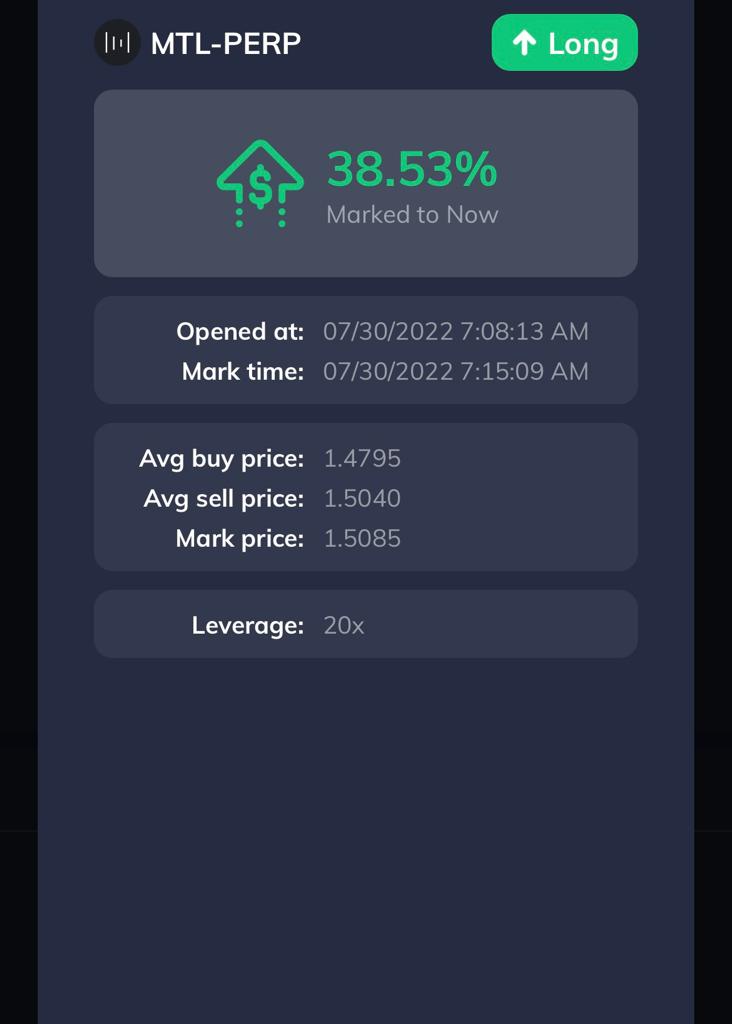 MTL-PERP
Long
38.53%
Marked to Now
Opened at: 07/30/2022 7:08:13 AM
Mark time: 07/30/2022 7:15:09 AM
Avg buy price: 1.4795
Avg sell price: 1.5040
Mark price: 1.5085
Leverage: 20x